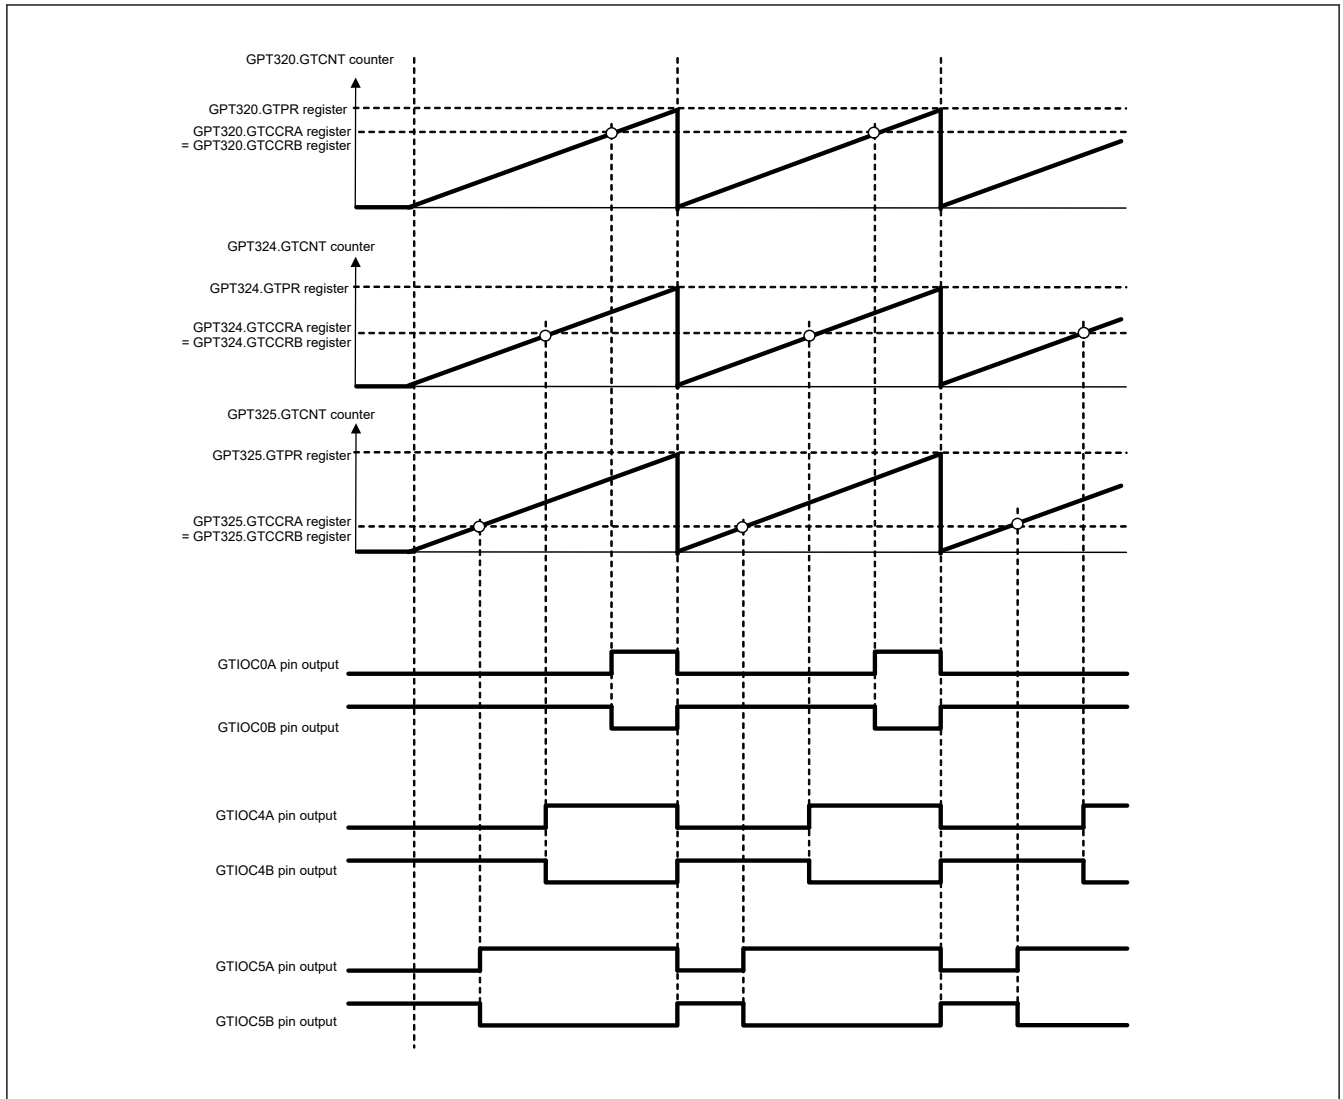 GPT320.GTCNT counter
GPT320.GTPR register
GPT320.GTCCRA register
= GPT320.GTCCRB register
GPT324.GTCNT counter
GPT324.GTPR register
GPT324.GTCCRA register
= GPT324.GTCCRB register
GPT325.GTCNT counter
GPT325.GTPR register
GPT325.GTCCRA register
= GPT325.GTCCRB register
GTIOC0A pin output
GTIOC0B pin output
GTIOC4A pin output
GTIOC4B pin output
GTIOC5A pin output
GTIOC5B pin output